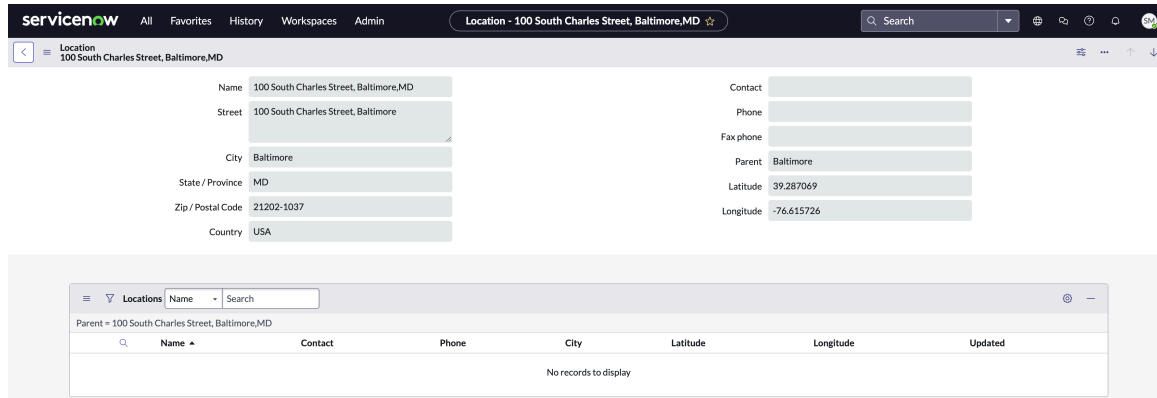 servicenow All Favorites History Workspaces Admin Location - 100 South Charles Street, Baltimore,MD Search SM
Location
100 South Charles Street, Baltimore,MD
Name 100 South Charles Street, Baltimore,MD
Street 100 South Charles Street, Baltimore
City Baltimore
State / Province MD
Zip / Postal Code 21202-1037
Country USA
Contact
Phone
Fax phone
Parent Baltimore
Latitude 39.287069
Longitude -76.615726
Locations Name Search
Parent = 100 South Charles Street, Baltimore,MD
Name Contact Phone City Latitude Longitude Updated
No records to display